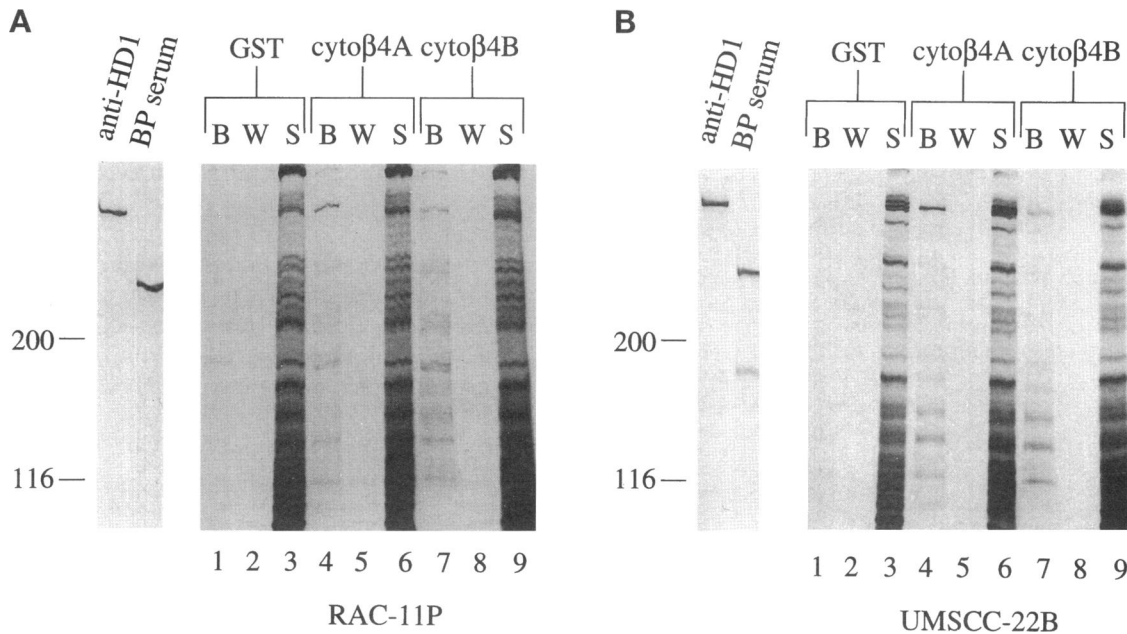 A
anti-HD1
BP serum
GST
cytoβ4A
cytoβ4B
B W S B W S B W S
200
116
1 2 3 4 5 6 7 8 9
RAC-11P
B
anti-HD1
BP serum
GST
cytoβ4A
cytoβ4B
B W S B W S B W S
200
116
1 2 3 4 5 6 7 8 9
UMSCC-22B